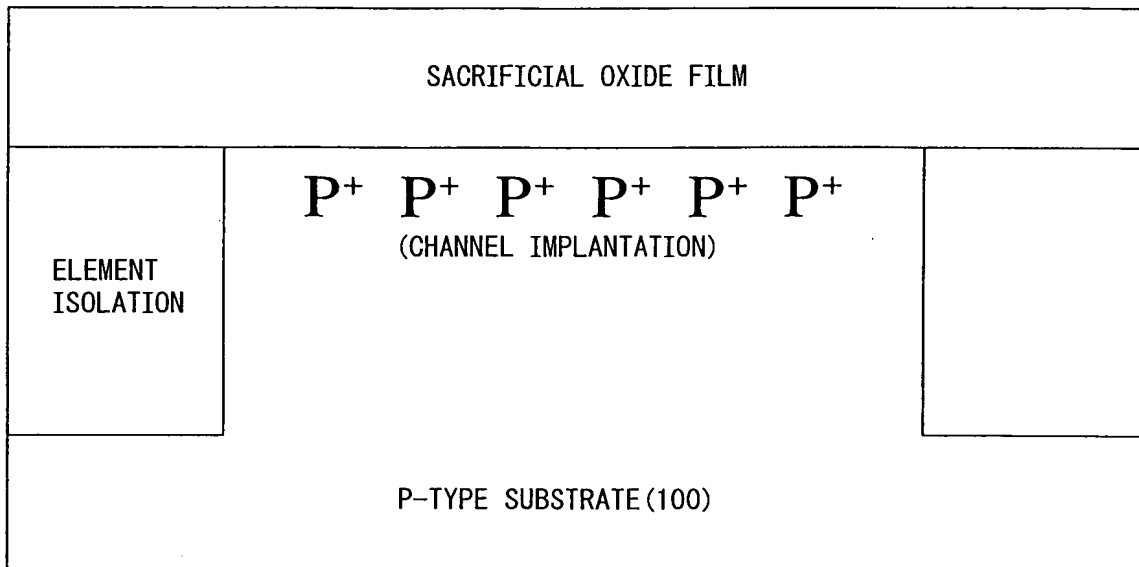 SACRIFICIAL OXIDE FILM
P+ P+ P+ P+ P+ P+
(CHANNEL IMPLANTATION)
ELEMENT
ISOLATION
P-TYPE SUBSTRATE(100)